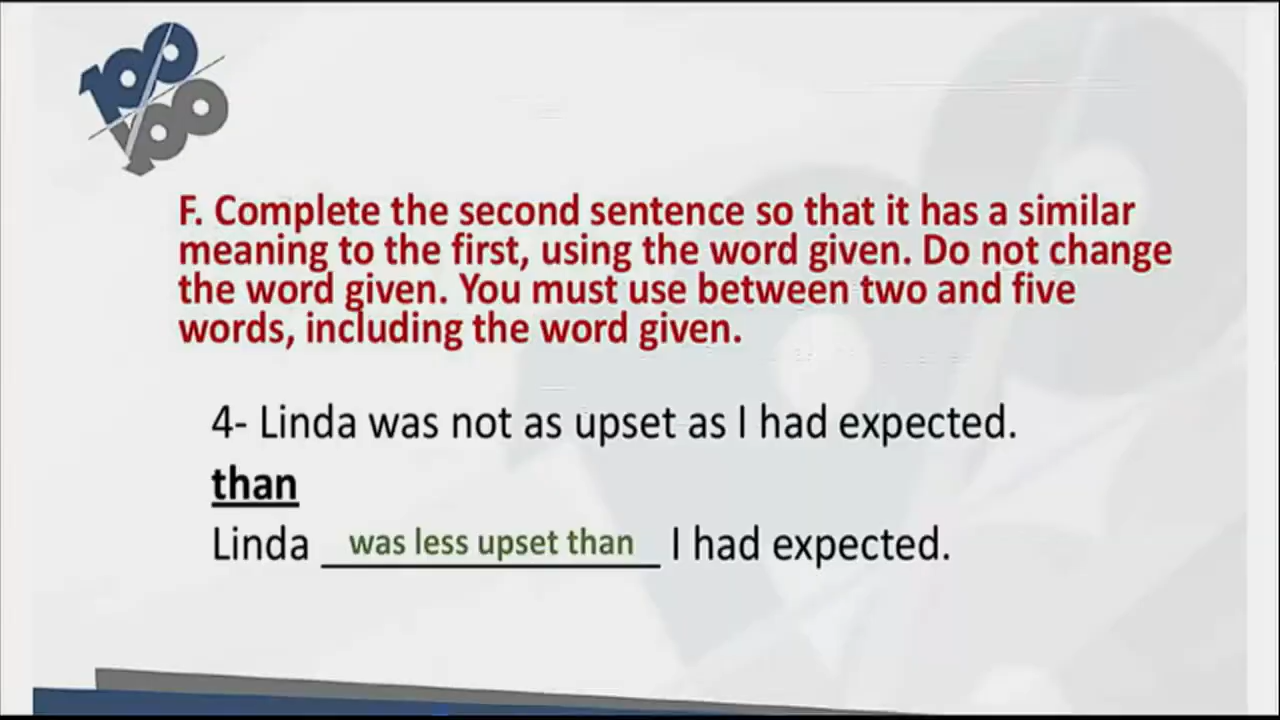 100
100
F. Complete the second sentence so that it has a similar
meaning to the first, using the word given. Do not change
the word given. You must use between two and five
words, including the word given.
4- Linda was not as upset as I had expected.
than
Linda was less upset than I had expected.